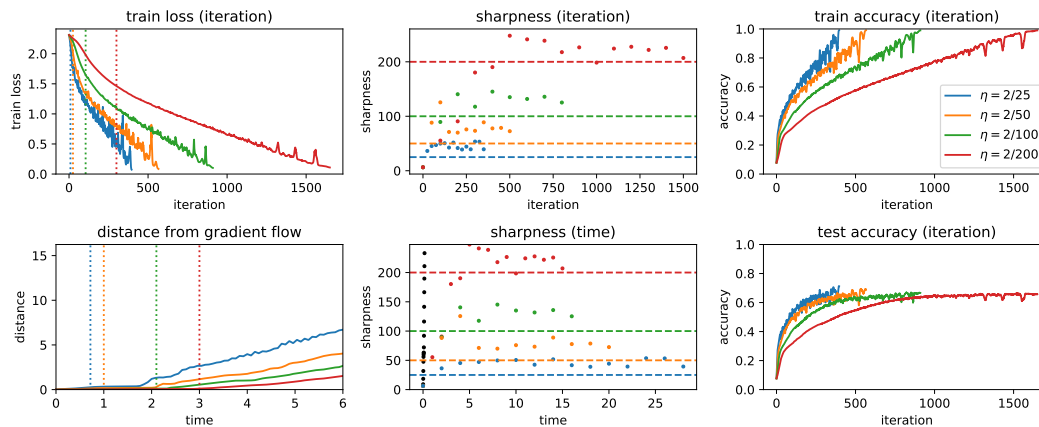 train loss (iteration)
train loss
2.0
1.5
1.0
0.5
0.0
0 500 1000 1500
iteration
sharpness (iteration)
sharpness
200
100
0
0 250 500 750 1000 1250 1500
iteration
train accuracy (iteration)
accuracy
1.0
0.8
0.6
0.4
0.2
0.0
0 500 1000 1500
iteration
η = 2/25
η = 2/50
η = 2/100
η = 2/200
distance from gradient flow
distance
15
10
5
0
0 1 2 3 4 5 6
time
sharpness (time)
sharpness
200
150
100
50
0
0 5 10 15 20 25
time
test accuracy (iteration)
accuracy
1.0
0.8
0.6
0.4
0.2
0.0
0 500 1000 1500
iteration